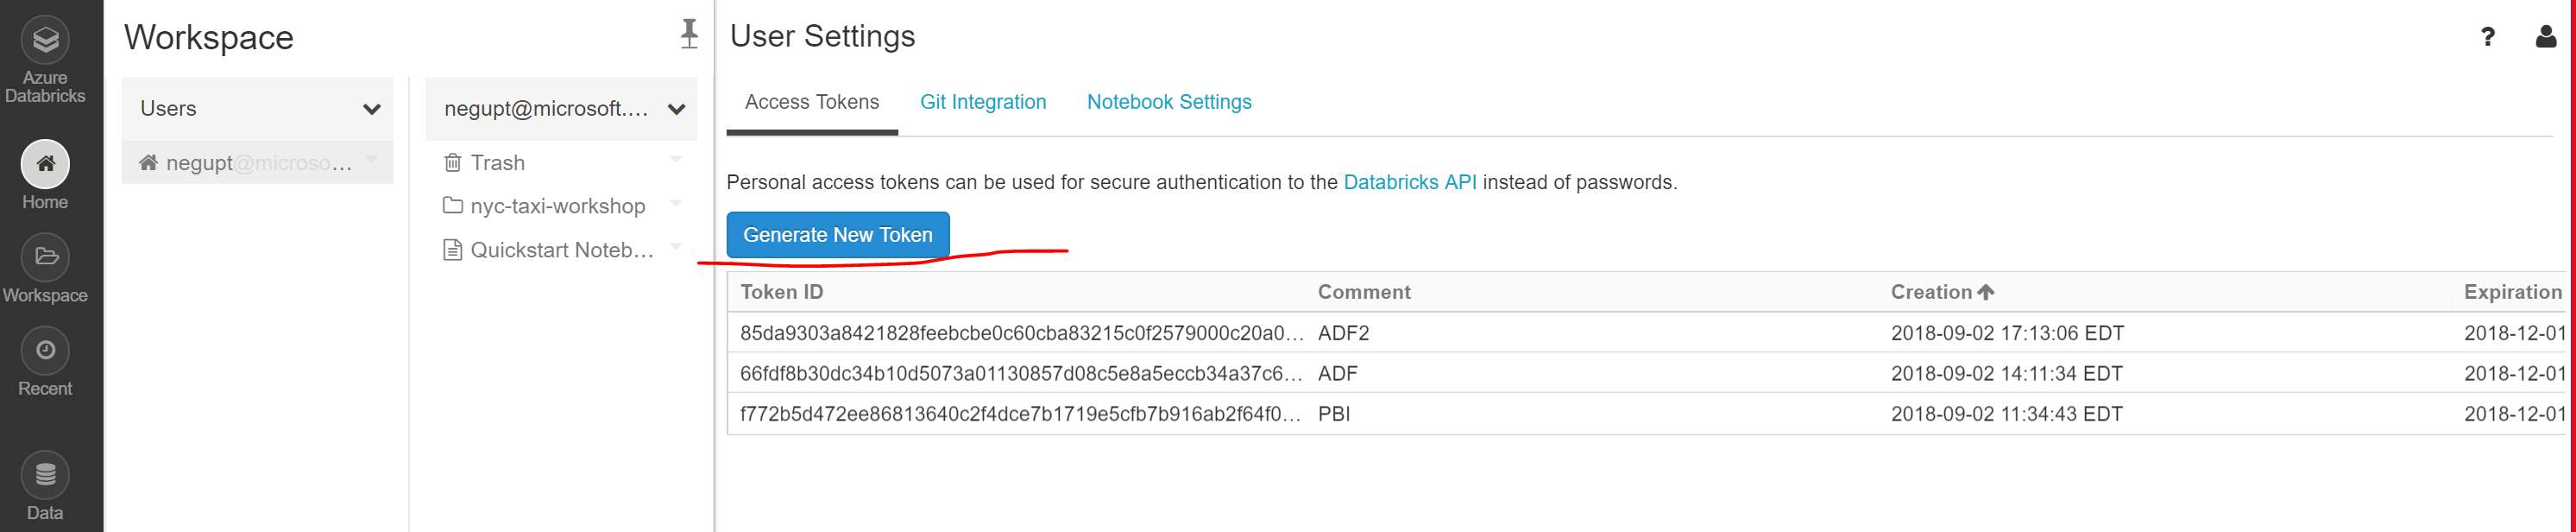 Azure
Databricks
Home
Workspace
Recent
Data
Workspace
Users
negupt@microso...
negupt@microsoft....
Trash
nyc-taxi-workshop
Quickstart Noteb...
User Settings
?
Access Tokens Git Integration Notebook Settings
Personal access tokens can be used for secure authentication to the Databricks API instead of passwords.
Generate New Token
Token ID Comment Creation Expiration
85da9303a8421828feebcbe0c60cba83215c0f2579000c20a0... ADF2 2018-09-02 17:13:06 EDT 2018-12-01
66fdf8b30dc34b10d5073a01130857d08c5e8a5eccb34a37c6... ADF 2018-09-02 14:11:34 EDT 2018-12-01
f772b5d472ee86813640c2f4dce7b1719e5cfb7b916ab2f64f0... PBI 2018-09-02 11:34:43 EDT 2018-12-01